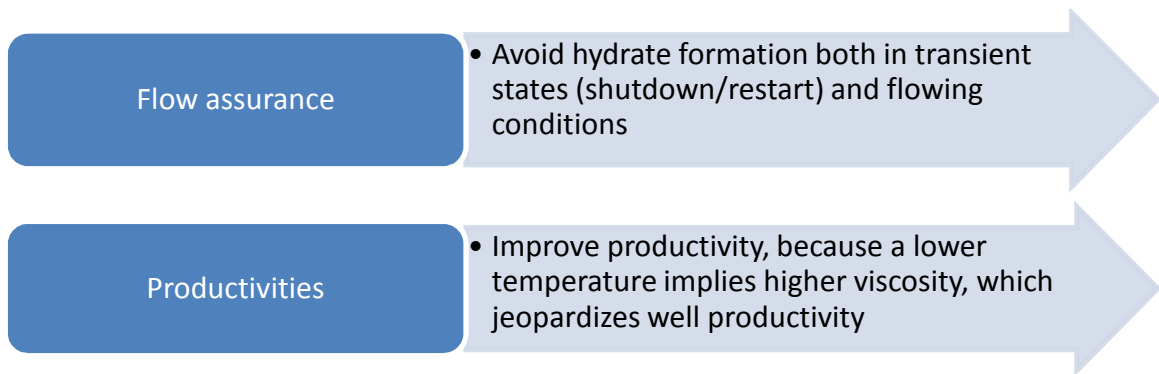 Flow assurance
• Avoid hydrate formation both in transient
states (shutdown/restart) and flowing
conditions
Productivities
• Improve productivity, because a lower
temperature implies higher viscosity, which
jeopardizes well productivity